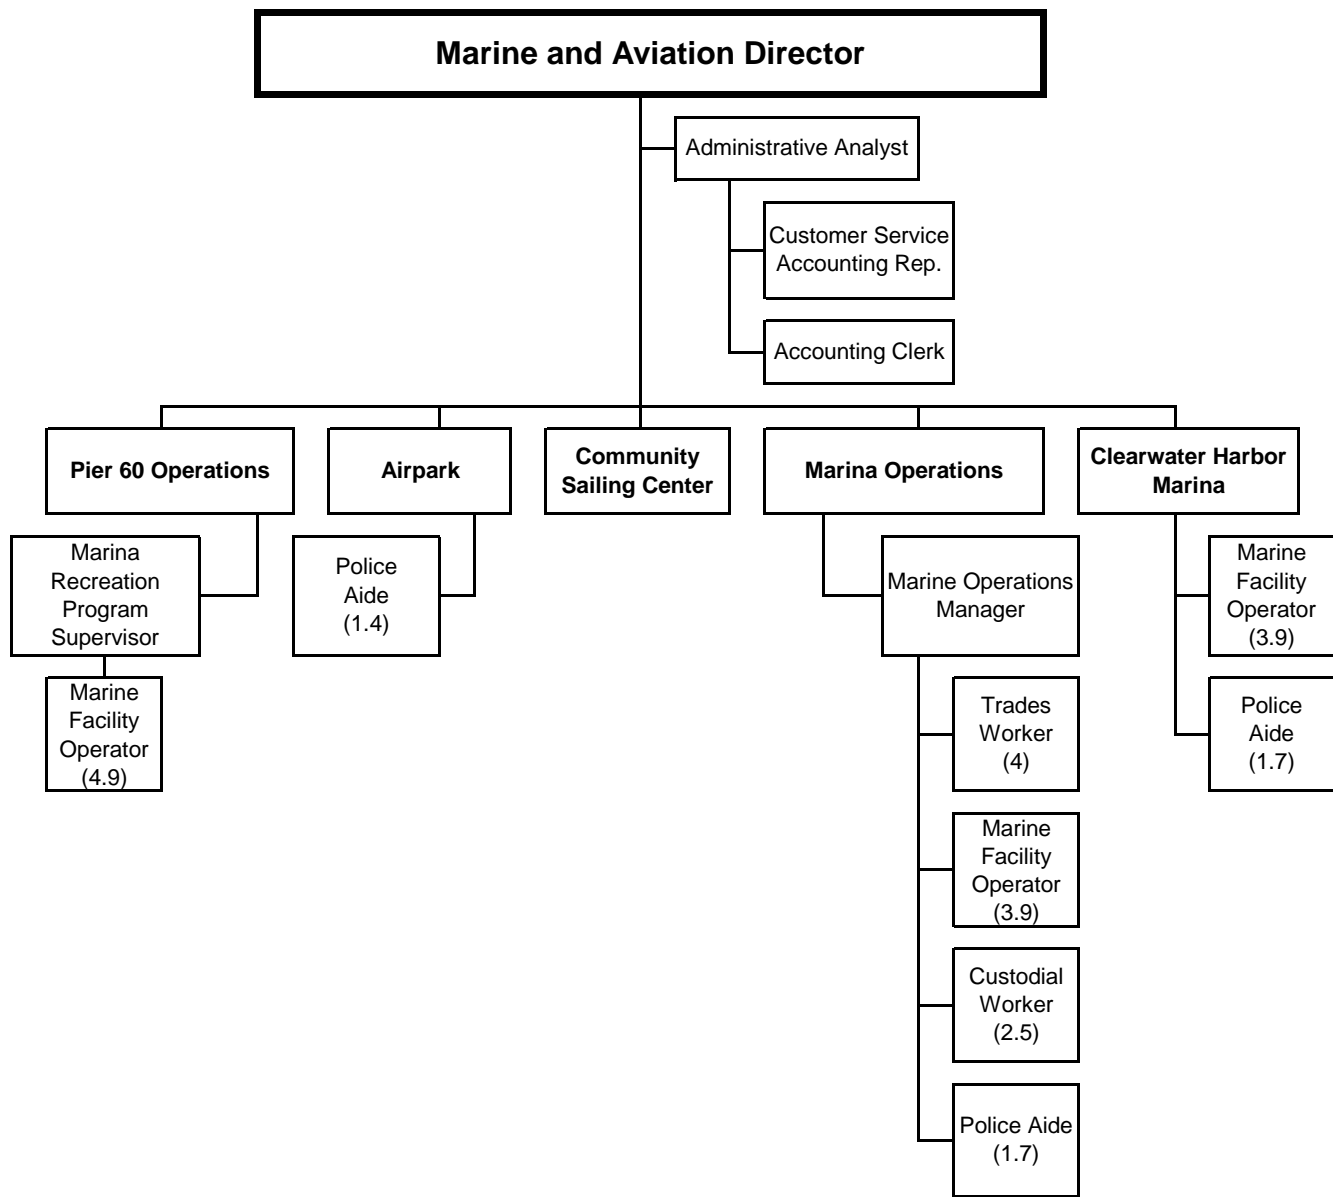 Marine and Aviation Director
Administrative Analyst
Customer Service
Accounting Rep.
Accounting Clerk
Pier 60 Operations
Airpark
Community
Sailing Center
Marina Operations
Clearwater Harbor
Marina
Marina
Recreation
Program
Supervisor
Police
Aide
(1.4)
Marine Operations
Manager
Marine
Facility
Operator
(3.9)
Marine
Facility
Operator
(4.9)
Trades
Worker
(4)
Police
Aide
(1.7)
Marine
Facility
Operator
(3.9)
Custodial
Worker
(2.5)
Police Aide
(1.7)